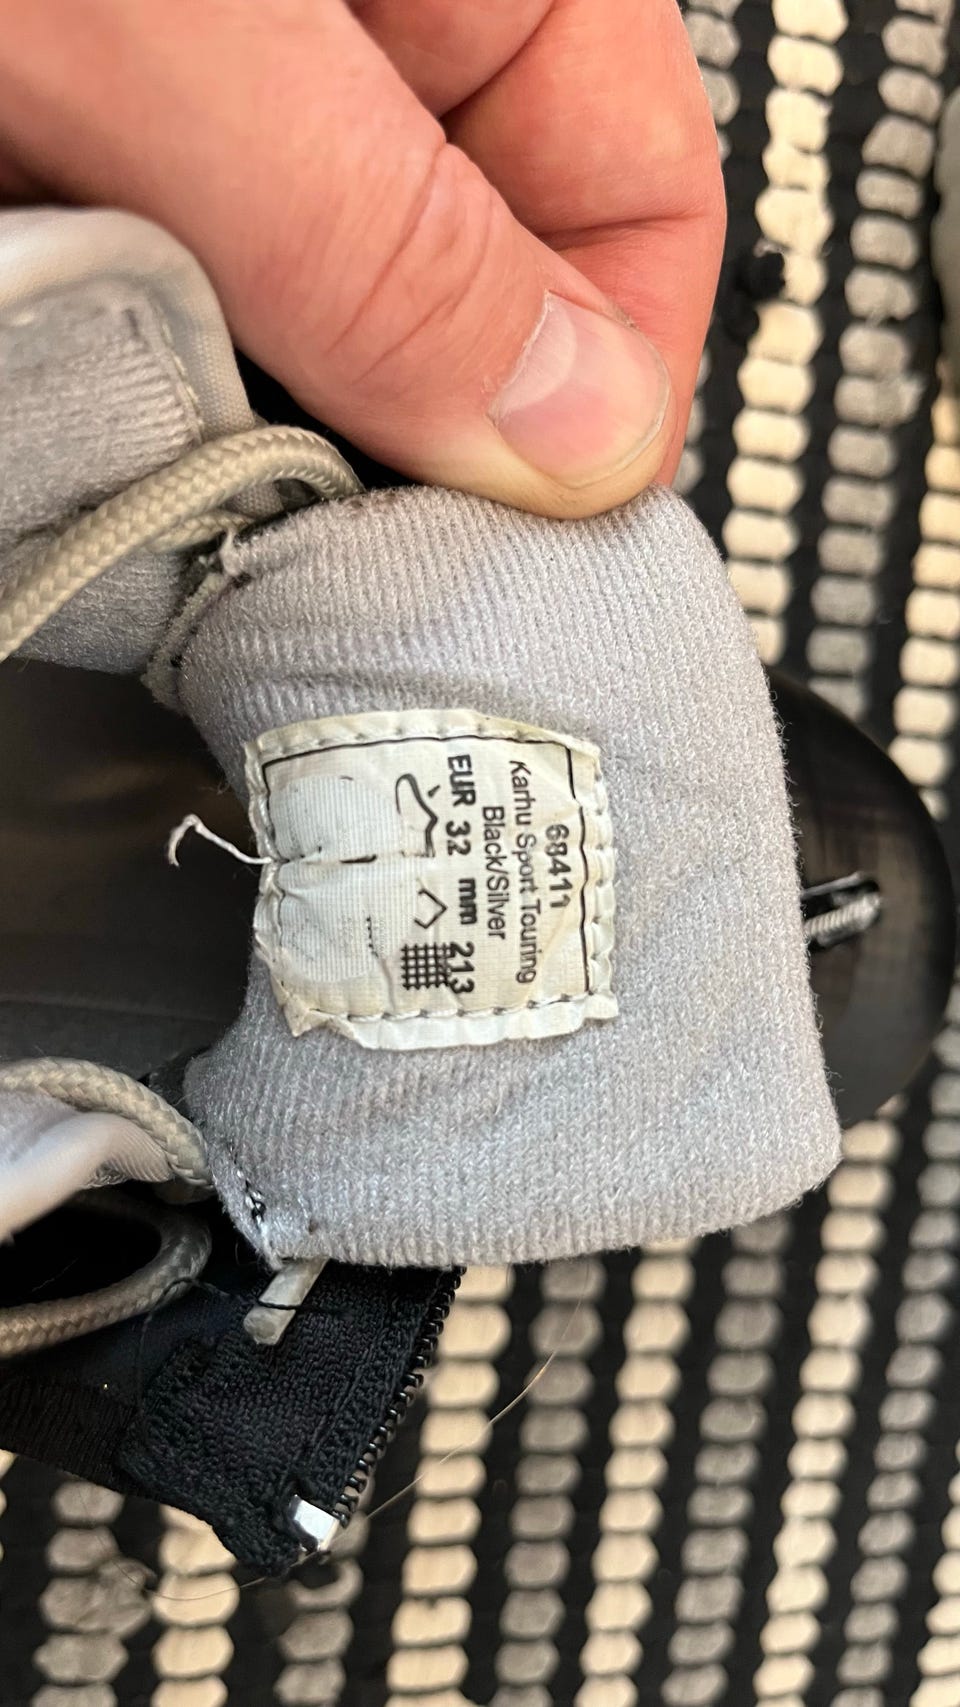 68411
Karhu Sport Touring
Black/Silver
EUR 32 mm 213